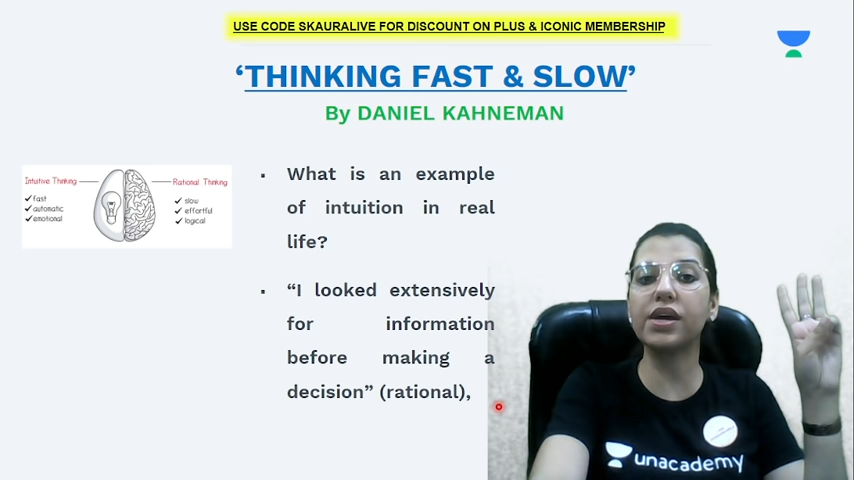 USE CODE SKAURALIVE FOR DISCOUNT ON PLUS & ICONIC MEMBERSHIP
‘THINKING FAST & SLOW’
By DANIEL KAHNEMAN
Intuitive Thinking
Rational Thinking
fast
automatic
emotional
slow
effortful
logical
What is an example
of intuition in real
life?
“I looked extensively
for information
before making a
decision” (rational),
unacademy